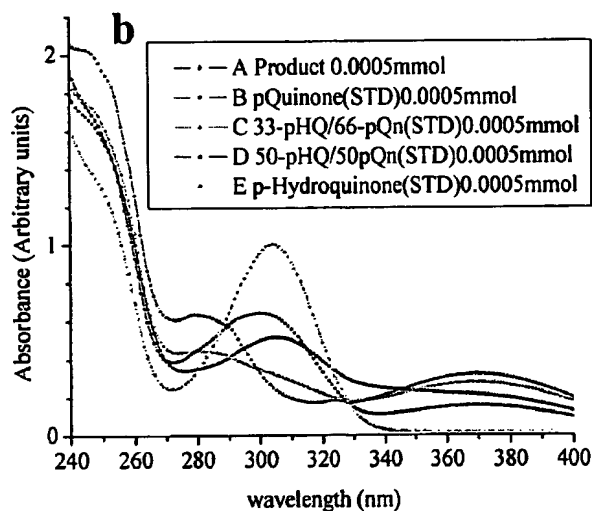 b
A Product 0.0005mmol
B pQuinone(STD)0.0005mmol
C 33-pHQ/66-pQn(STD)0.0005mmol
D 50-pHQ/50pQn(STD)0.0005mmol
E p-Hydroquinone(STD)0.0005mmol
Absorbance (Arbitrary units)
2
1
0
240 260 280 300 320 340 360 380 400
wavelength (nm)